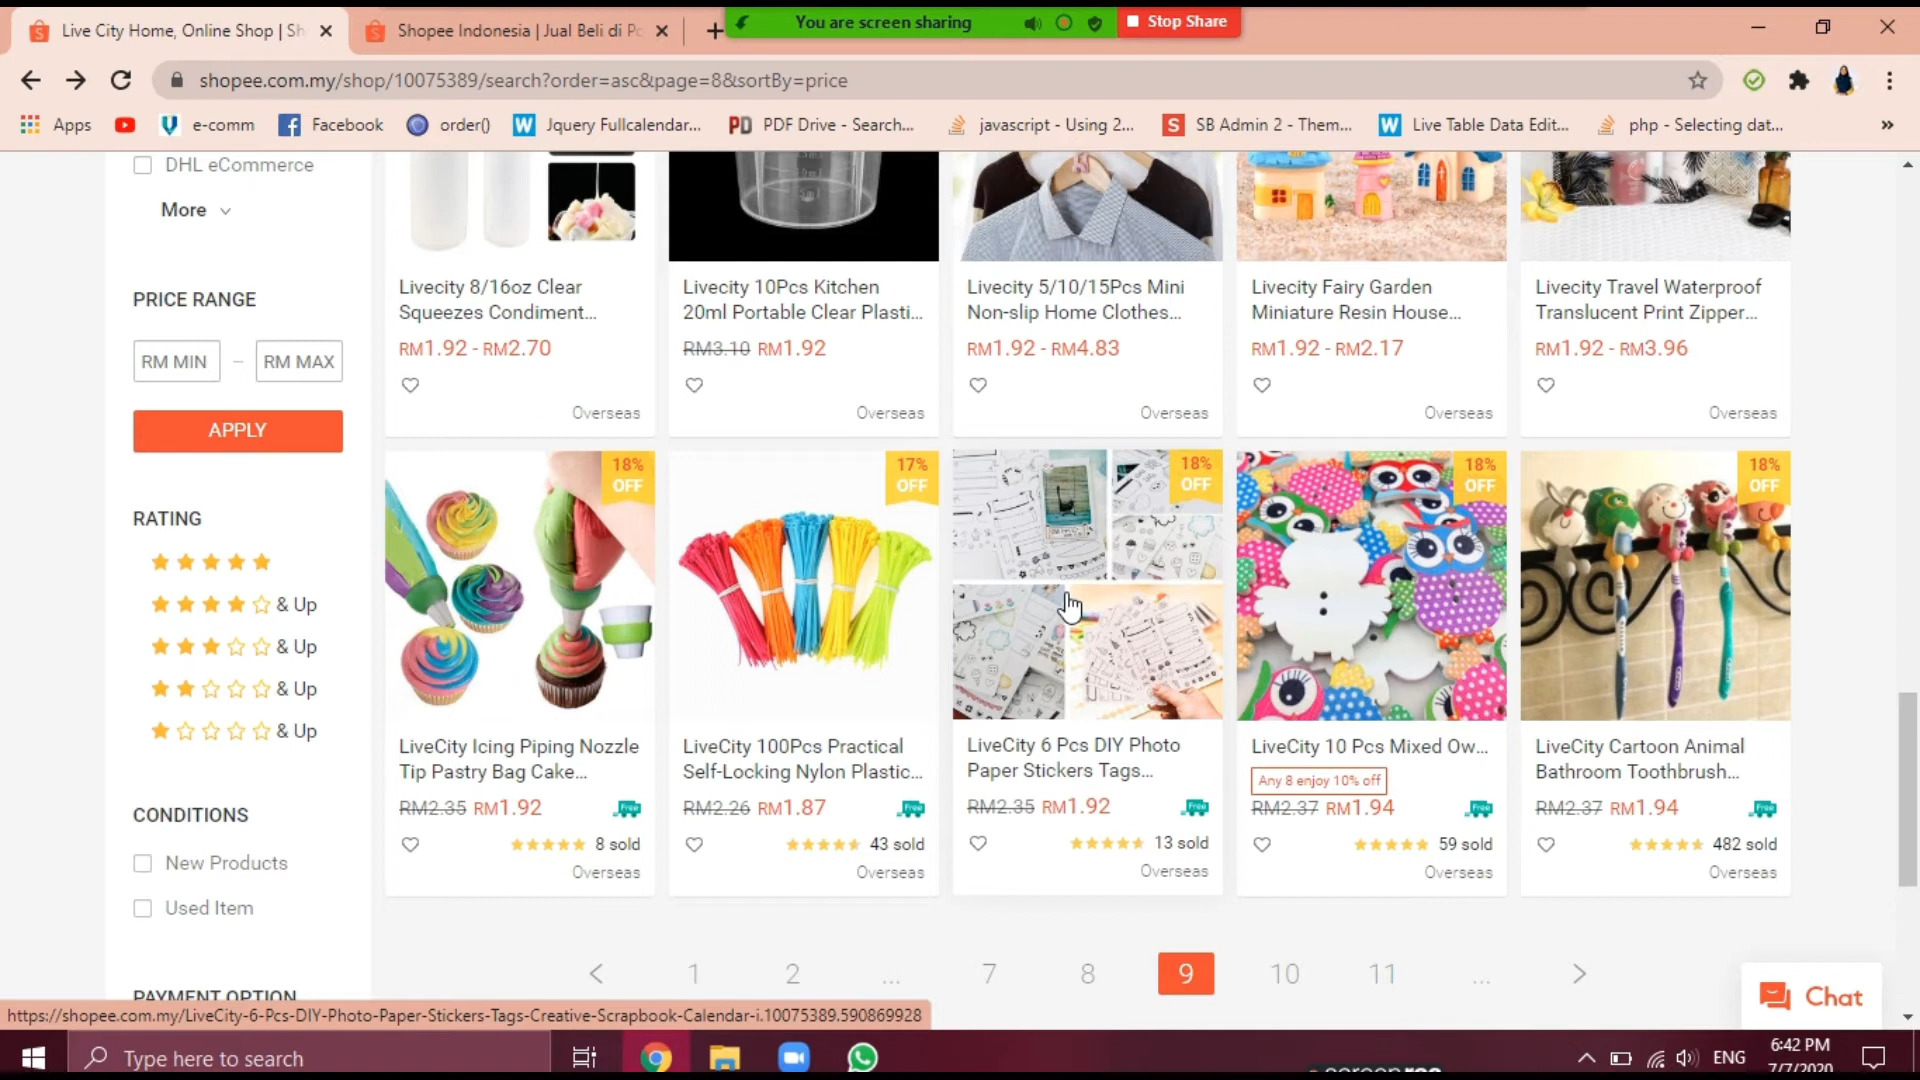 Live City Home, Online Shop | Sh
Shopee Indonesia | Jual Beli di Po
You are screen sharing
Stop Share
shopee.com.my/shop/10075389/search?order=asc&page=8&sortBy=price
Apps
e-comm
Facebook
order()
Jquery Fullcalendar...
PDF Drive - Search...
javascript - Using 2...
SB Admin 2 - Them...
Live Table Data Edit...
php - Selecting dat...
»
DHL eCommerce
More
PRICE RANGE
RM MIN
–
RM MAX
APPLY
RATING
& Up
& Up
& Up
& Up
CONDITIONS
New Products
Used Item
PAYMENT OPTION
Livecity 8/16oz Clear
Squeezes Condiment...
RM1.92 - RM2.70
Overseas
Livecity 10Pcs Kitchen
20ml Portable Clear Plasti...
RM3.10 RM1.92
Overseas
Livecity 5/10/15Pcs Mini
Non-slip Home Clothes...
RM1.92 - RM4.83
Overseas
Livecity Fairy Garden
Miniature Resin House...
RM1.92 - RM2.17
Overseas
Livecity Travel Waterproof
Translucent Print Zipper...
RM1.92 - RM3.96
Overseas
18%
OFF
LiveCity Icing Piping Nozzle
Tip Pastry Bag Cake...
RM2.35 RM1.92
Free
8 sold
Overseas
17%
OFF
LiveCity 100Pcs Practical
Self-Locking Nylon Plastic...
RM2.26 RM1.87
Free
43 sold
Overseas
18%
OFF
LiveCity 6 Pcs DIY Photo
Paper Stickers Tags...
RM2.35 RM1.92
Free
13 sold
Overseas
18%
OFF
LiveCity 10 Pcs Mixed Ow...
Any 8 enjoy 10% off
RM2.37 RM1.94
Free
59 sold
Overseas
18%
OFF
LiveCity Cartoon Animal
Bathroom Toothbrush...
RM2.37 RM1.94
Free
482 sold
Overseas
1 2 ... 7 8 9 10 11 ...
Chat
https://shopee.com.my/LiveCity-6-Pcs-DIY-Photo-Paper-Stickers-Tags-Creative-Scrapbook-Calendar-i.10075389.590869928
Type here to search
ENG
6:42 PM
7/7/2020